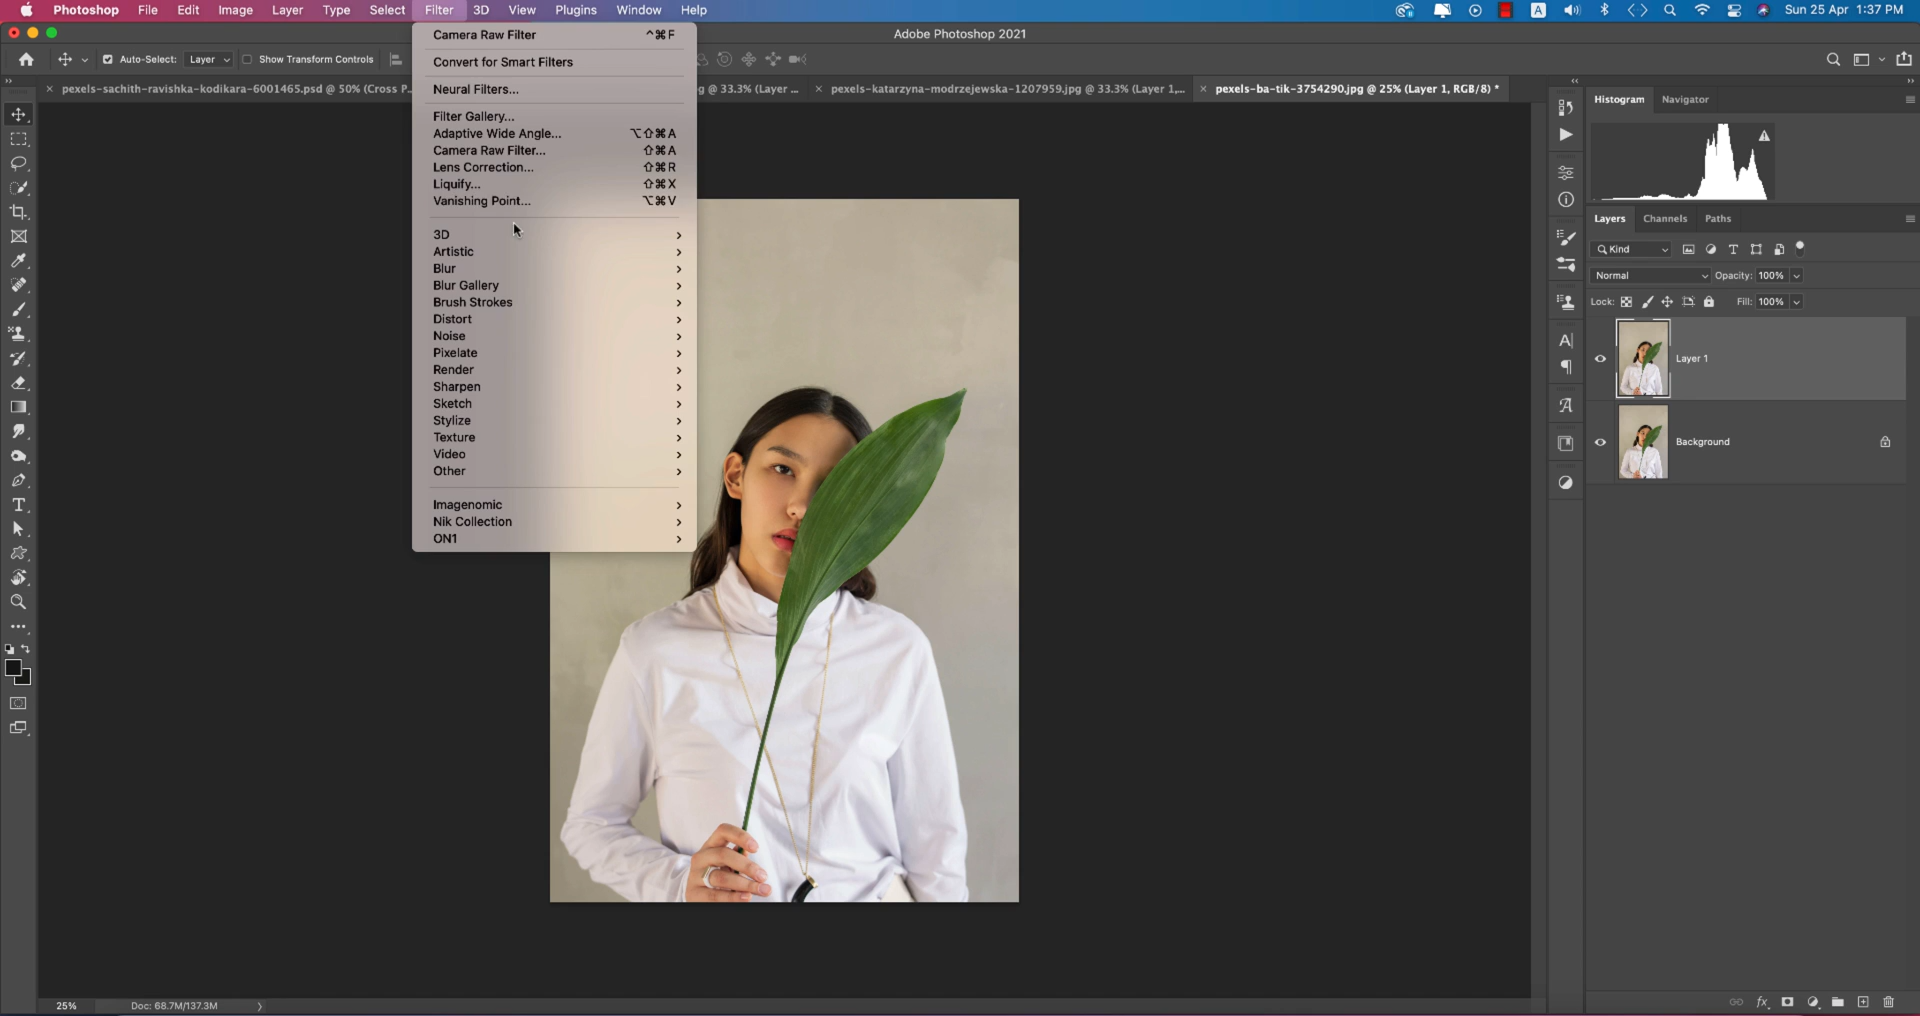 Photoshop File Edit Image Layer Type Select Filter 3D View Plugins Window Help A Sun 25 Apr 1:37 PM
Adobe Photoshop 2021
Auto-Select: Layer Show Transform Controls
pexels-sachith-ravishka-kodikara-6001465.psd @ 50% (Cross P... g @ 33.3% (Layer ... pexels-katarzyna-modrzejewska-1207959.jpg @ 33.3% (Layer 1,... pexels-ba-tik-3754290.jpg @ 25% (Layer 1, RGB/8) *
Camera Raw Filter ^⌘F
Convert for Smart Filters
Neural Filters...
Filter Gallery...
Adaptive Wide Angle... ⌥⇧⌘A
Camera Raw Filter... ⇧⌘A
Lens Correction... ⇧⌘R
Liquify... ⇧⌘X
Vanishing Point... ⌥⌘V
3D
Artistic
Blur
Blur Gallery
Brush Strokes
Distort
Noise
Pixelate
Render
Sharpen
Sketch
Stylize
Texture
Video
Other
Imagenomic
Nik Collection
ON1
Histogram Navigator
Layers Channels Paths
Kind
Normal Opacity: 100%
Lock: Fill: 100%
Layer 1
Background
25% Doc: 68.7M/137.3M